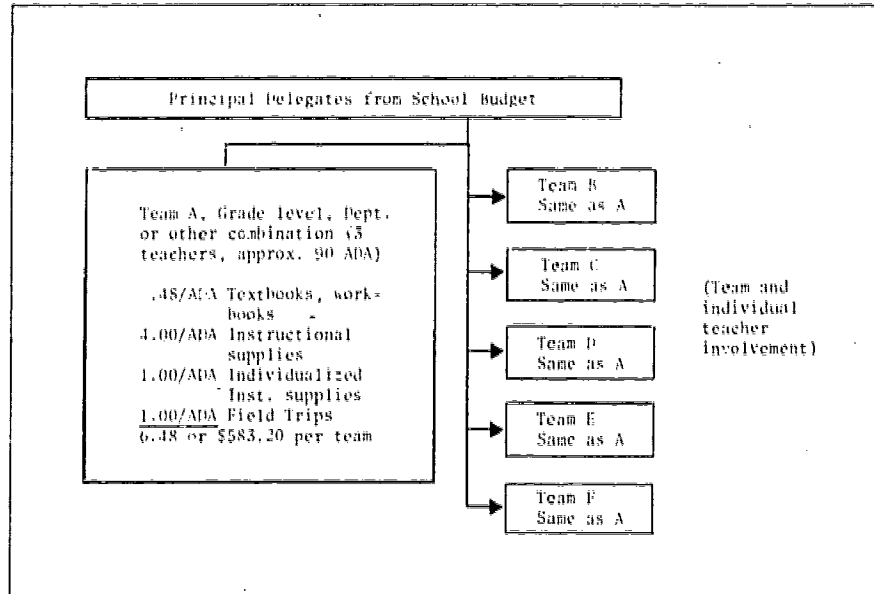 Principal Delegates from School Budget
Team A, Grade level, Dept.
or other combination (3
teachers, approx. 90 ADA)
.48/ADA Textbooks, work-
books
4.00/ADA Instructional
supplies
1.00/ADA Individualized
Inst. supplies
1.00/ADA Field Trips
6.48 or $583.20 per team
Team B
Same as A
Team C
Same as A
Team D
Same as A
Team E
Same as A
Team F
Same as A
(Team and
individual
teacher
involvement)